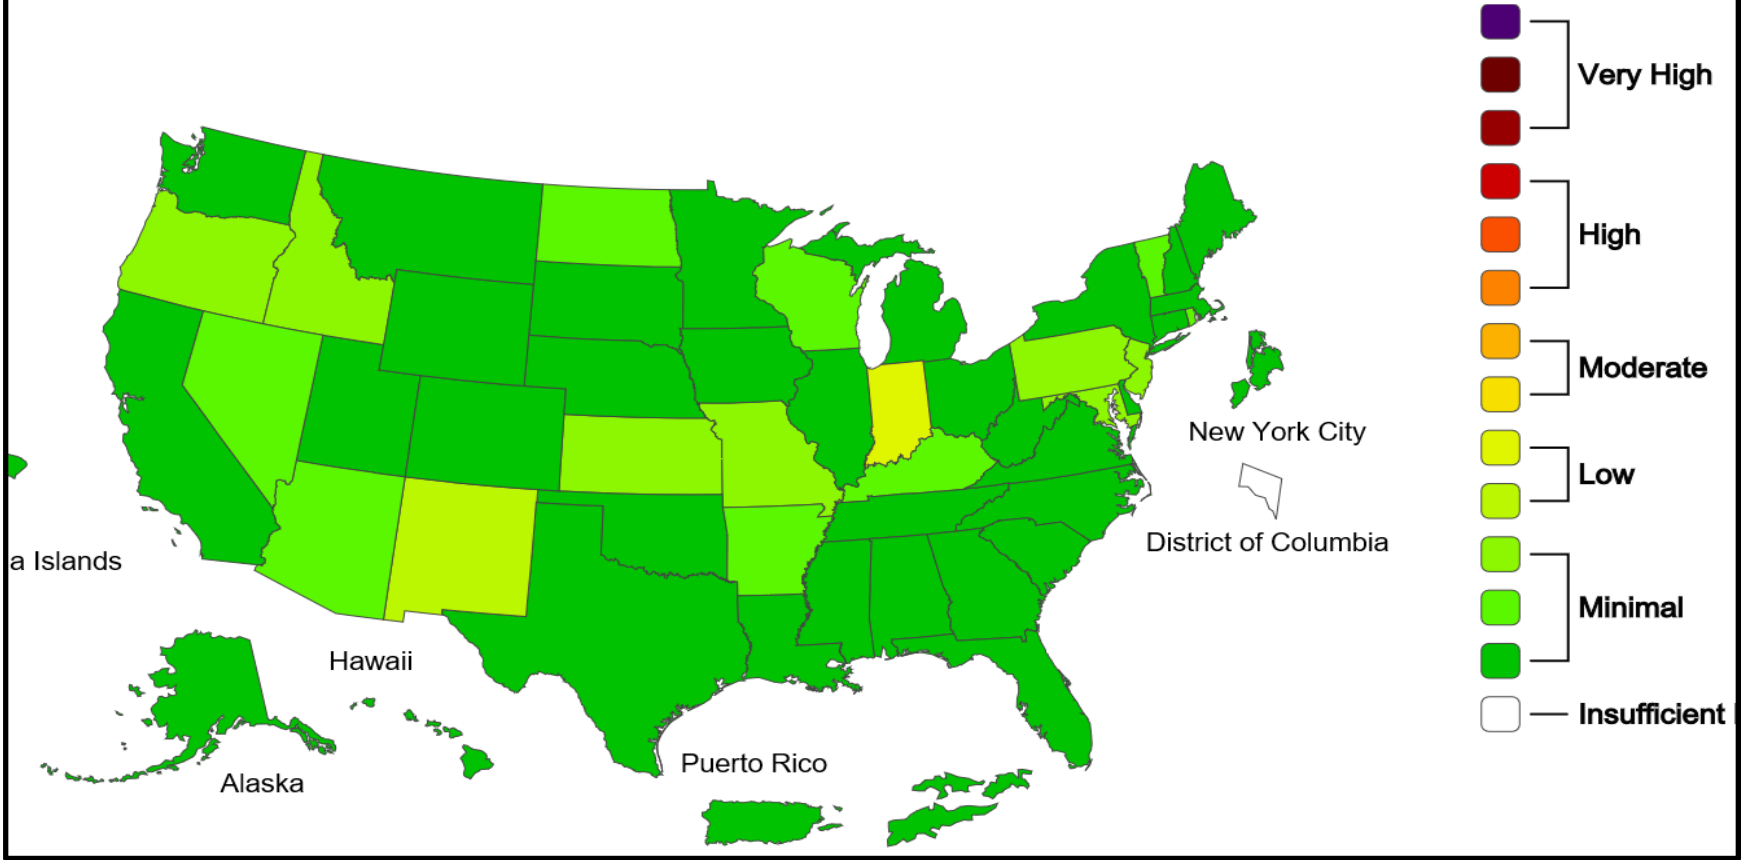 Very High
High
Moderate
Low
Minimal
Insufficient
New York City
District of Columbia
a Islands
Hawaii
Alaska
Puerto Rico